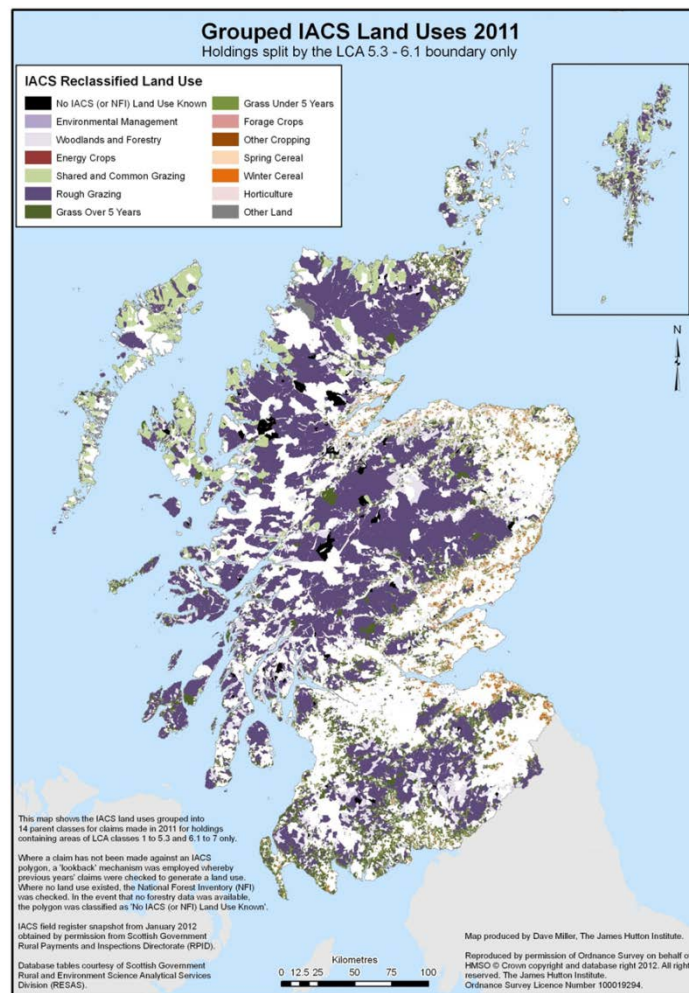 Grouped IACS Land Uses 2011
Holdings split by the LCA 5.3 - 6.1 boundary only
IACS Reclassified Land Use
No IACS (or NFI) Land Use Known
Environmental Management
Woodlands and Forestry
Energy Crops
Shared and Common Grazing
Rough Grazing
Grass Over 5 Years
Grass Under 5 Years
Forage Crops
Other Cropping
Spring Cereal
Winter Cereal
Horticulture
Other Land
N
This map shows the IACS land uses grouped into
14 parent classes for claims made in 2011 for holdings
containing areas of LCA classes 1 to 5.3 and 6.1 to 7 only.
Where a claim has not been made against an IACS
polygon, a 'lookback' mechanism was employed whereby
previous years' claims were checked to generate a land use.
Where no land use existed, the National Forest Inventory (NFI)
was checked. In the event that no forestry data was available,
the polygon was classified as 'No IACS (or NFI) Land Use Known'.
IACS field register snapshot from January 2012
obtained by permission from Scottish Government
Rural Payments and Inspections Directorate (RPID).
Database tables courtesy of Scottish Government
Rural and Environment Science Analytical Services
Division (RESAS).
Kilometres
0 12.5 25 50 75 100
Map produced by Dave Miller, The James Hutton Institute.
Reproduced by permission of Ordnance Survey on behalf of
HMSO © Crown copyright and database right 2012. All right
reserved. The James Hutton Institute.
Ordnance Survey Licence Number 100019294.